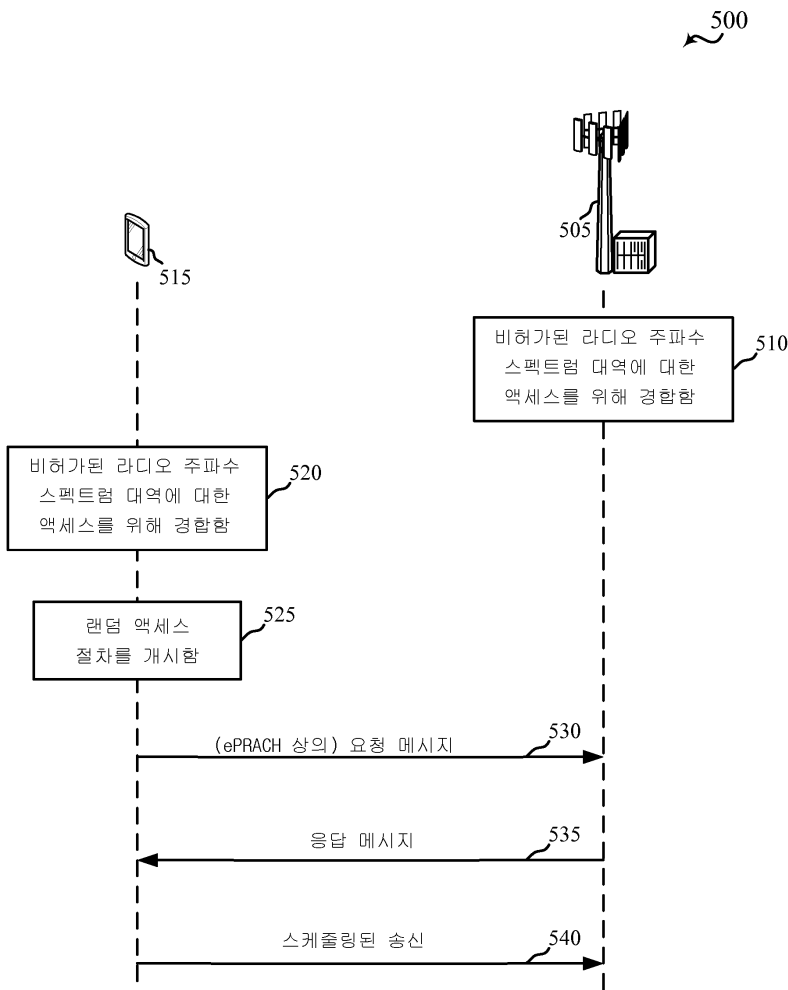 500
505
515
비허가된 라디오 주파수
스펙트럼 대역에 대한
액세스를 위해 경합함
510
비허가된 라디오 주파수
스펙트럼 대역에 대한
액세스를 위해 경합함
520
랜덤 액세스
절차를 개시함
525
(ePRACH 상의) 요청 메시지
530
응답 메시지
535
스케줄링된 송신
540